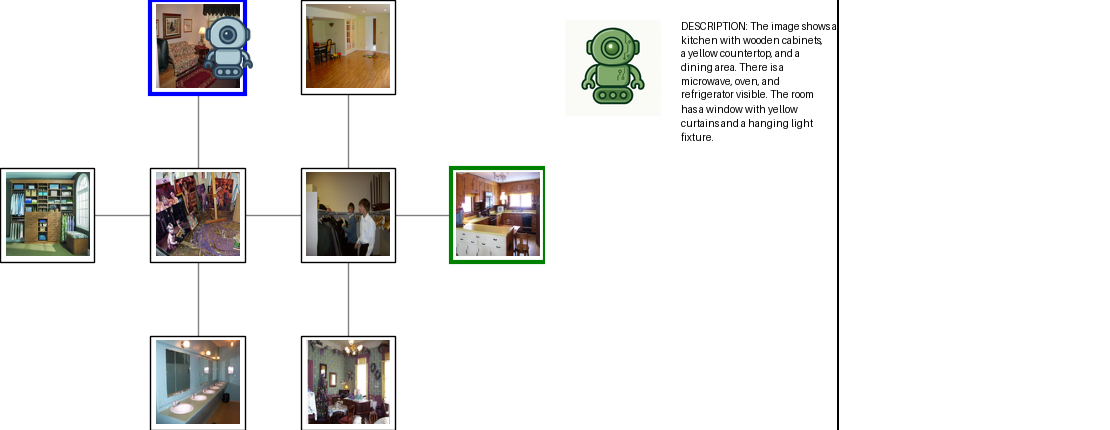 DESCRIPTION: The image shows a
kitchen with wooden cabinets,
a yellow countertop, and a
dining area. There is a
microwave, oven, and
refrigerator visible. The room
has a window with yellow
curtains and a hanging light
fixture.